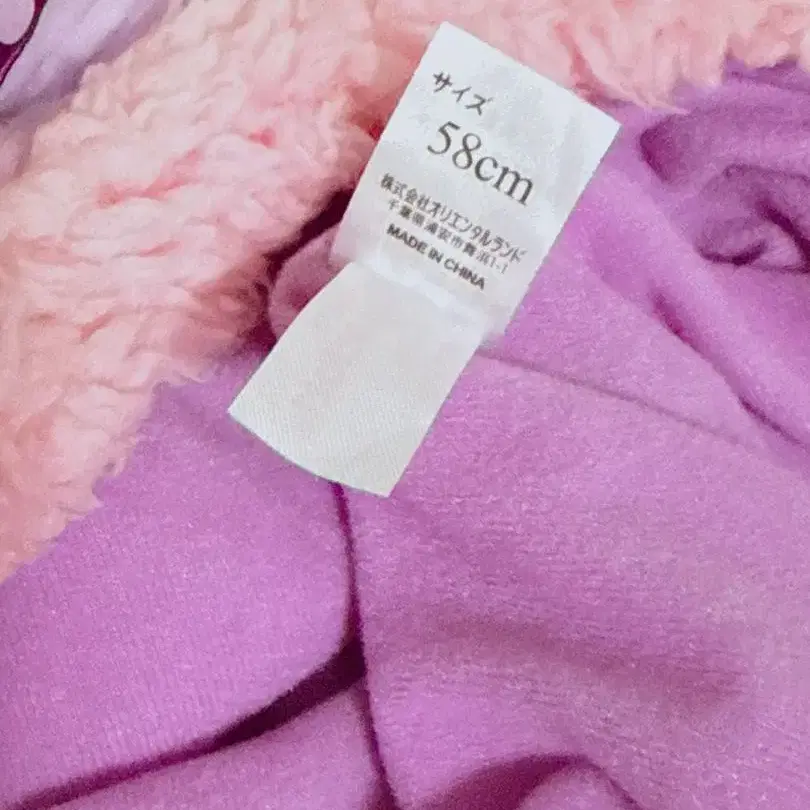 サイズ
58cm
株式会社オリエンタルランド
千葉県浦安市舞浜1-1
MADE IN CHINA